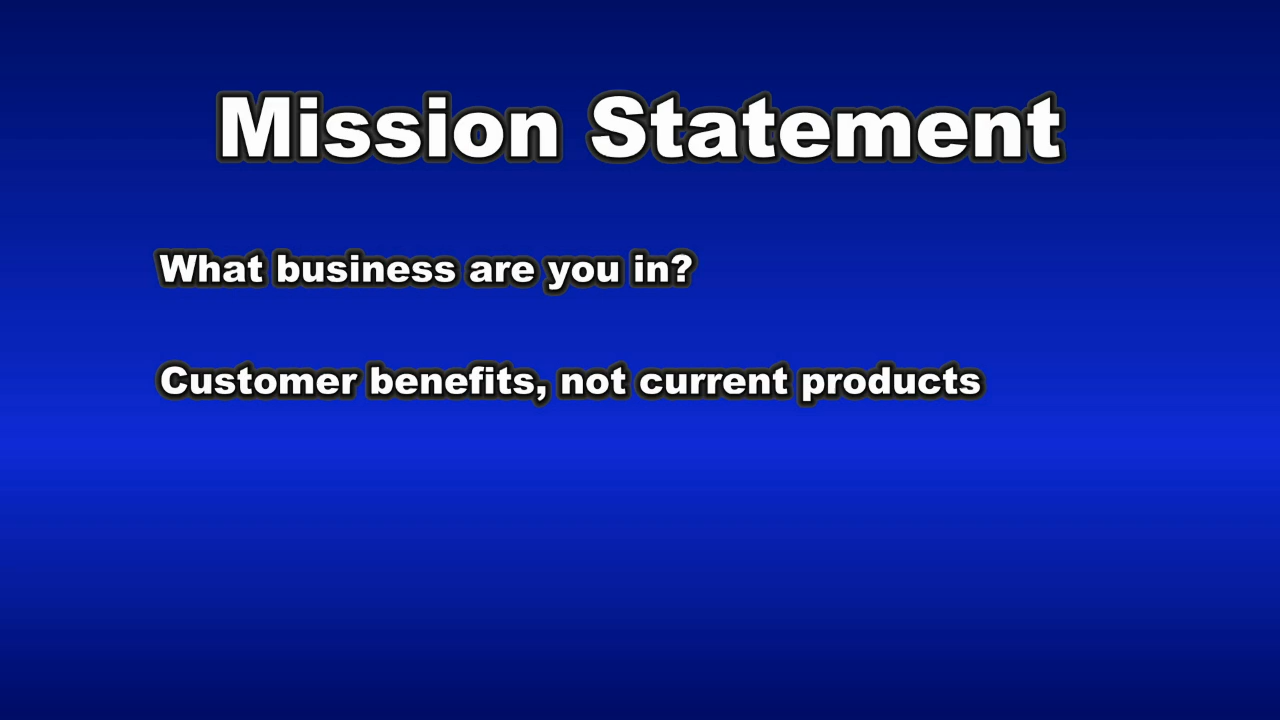 Mission Statement
What business are you in?
Customer benefits, not current products